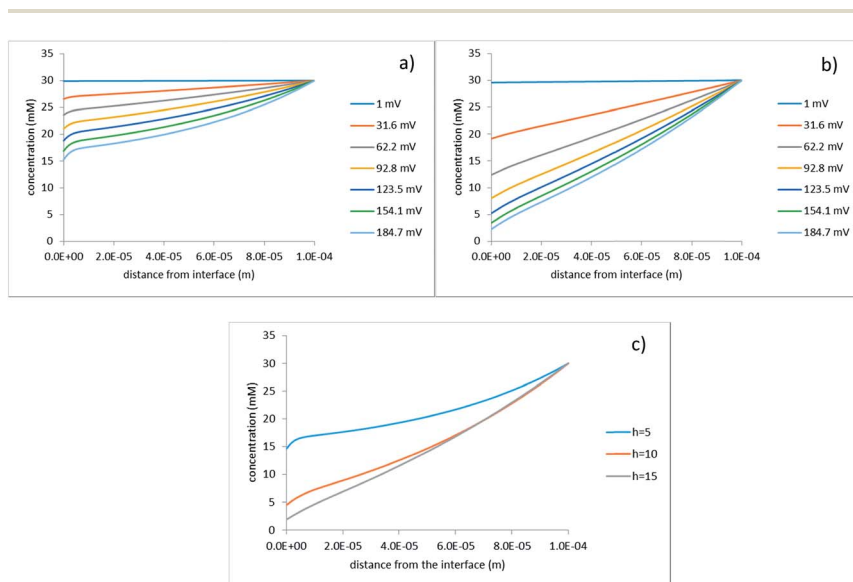 a)
35
30
25
20
15
10
5
0
concentration (mM)
0.0E+00 2.0E-05 4.0E-05 6.0E-05 8.0E-05 1.0E-04
distance from interface (m)
1 mV
31.6 mV
62.2 mV
92.8 mV
123.5 mV
154.1 mV
184.7 mV
b)
35
30
25
20
15
10
5
0
concentration (mM)
0.0E+00 2.0E-05 4.0E-05 6.0E-05 8.0E-05 1.0E-04
distance from interface (m)
1 mV
31.6 mV
62.2 mV
92.8 mV
123.5 mV
154.1 mV
184.7 mV
c)
35
30
25
20
15
10
5
0
concentration (mM)
0.0E+00 2.0E-05 4.0E-05 6.0E-05 8.0E-05 1.0E-04
distance from the interface (m)
h=5
h=10
h=15